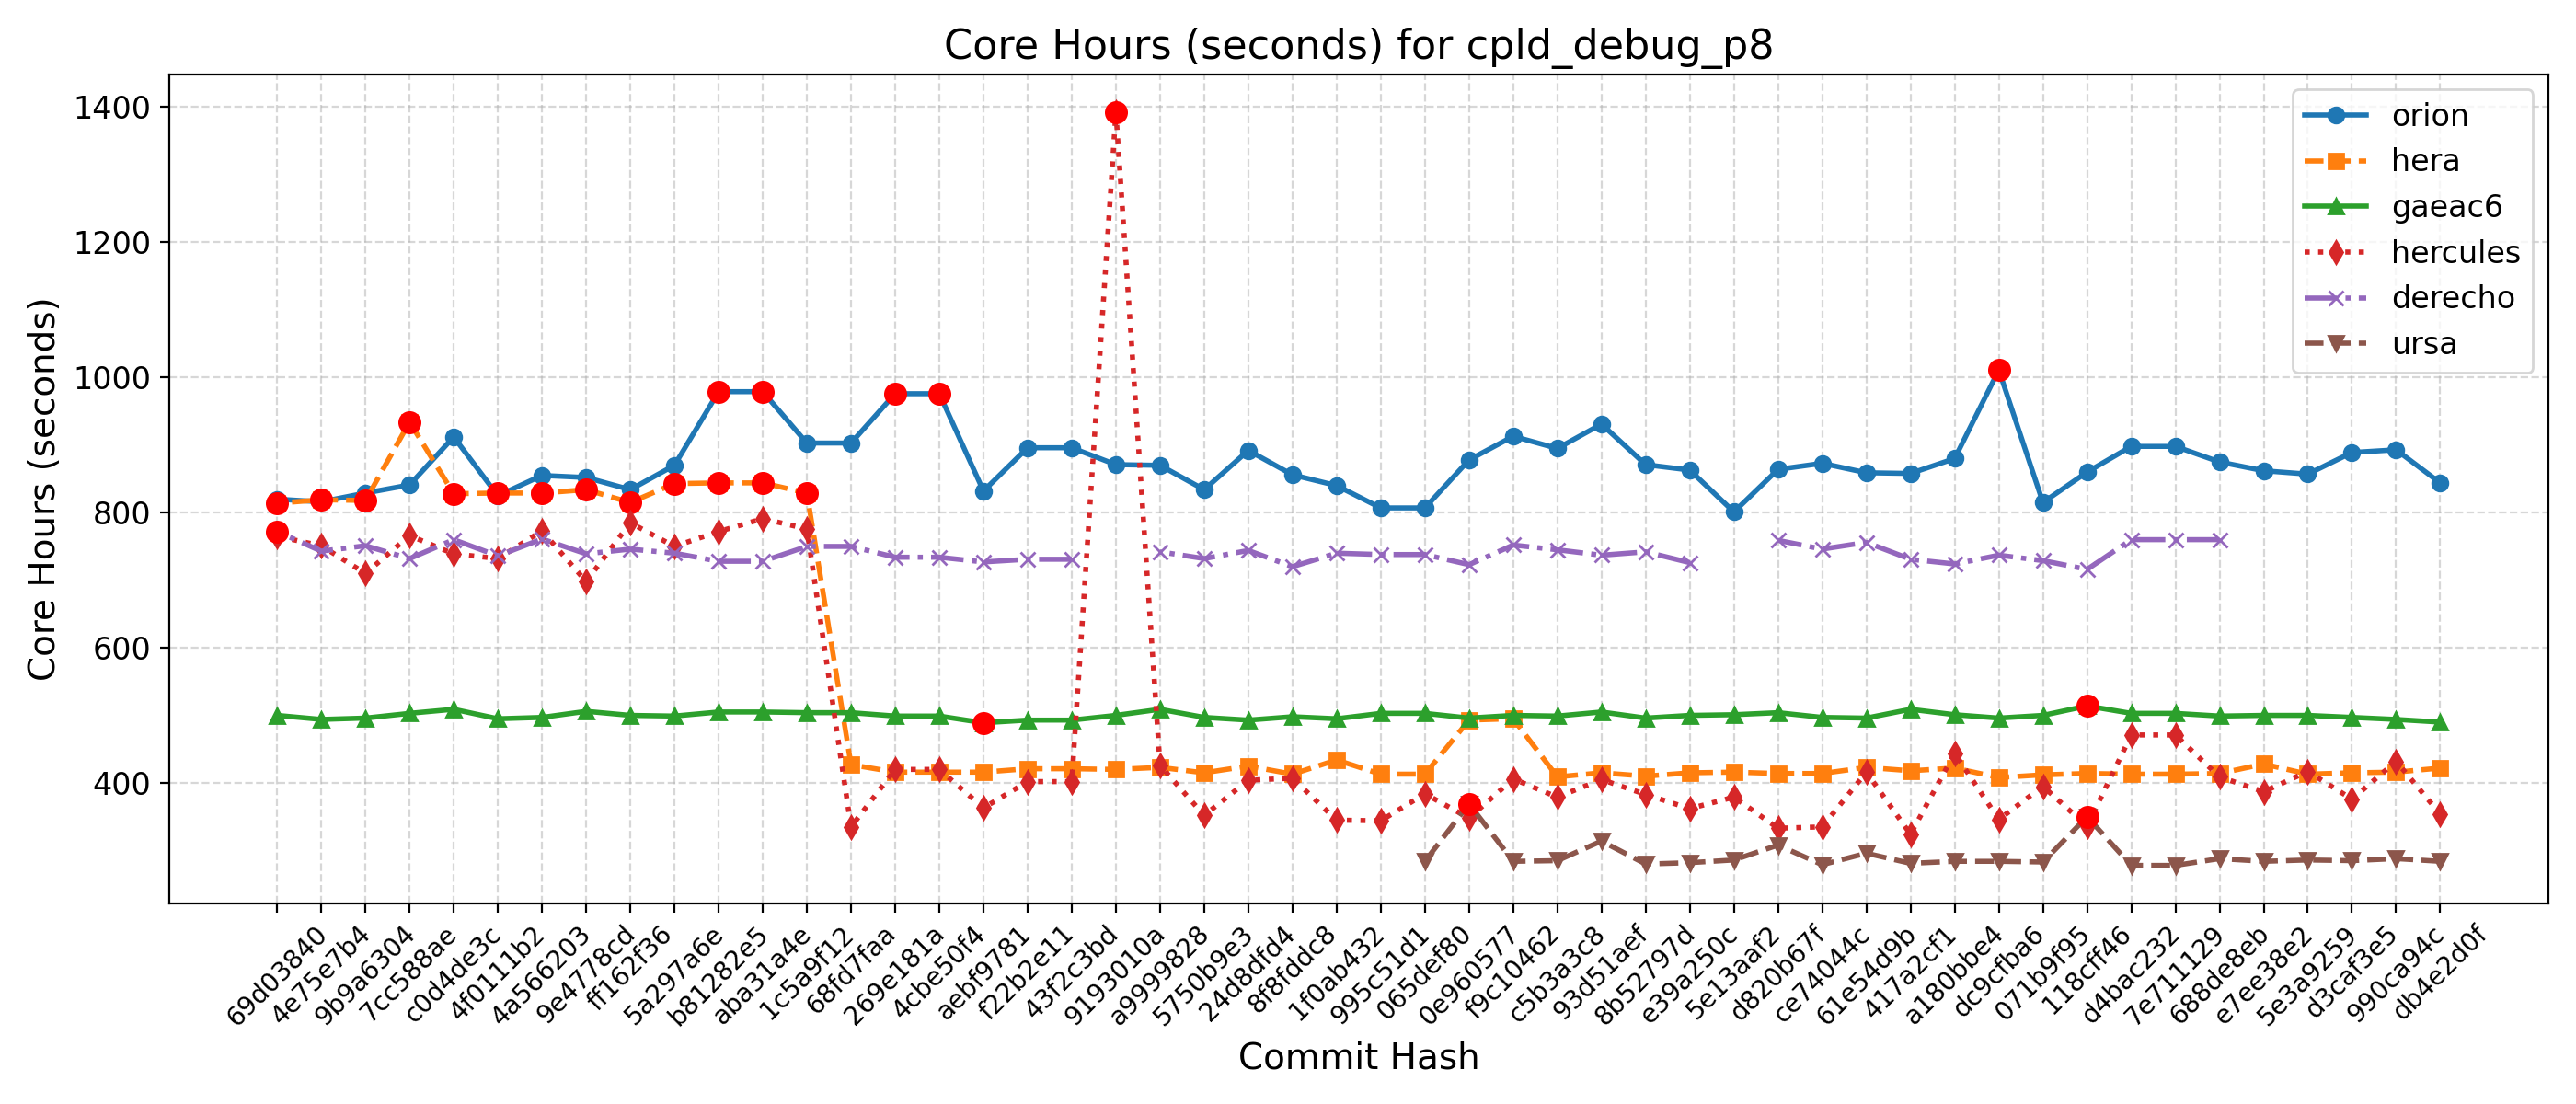 Core Hours (seconds) for cpld_debug_p8
Core Hours (seconds)
1400
1200
1000
800
600
400
orion
hera
gaeac6
hercules
derecho
ursa
69d03840
4e75e7b4
9b9a6304
7cc588ae
c0d4de3c
4f0111b2
4a566203
9e4778cd
ff162f36
5a297a6e
b81282e5
aba31a4e
1c5a9f12
68fd7faa
269e181a
4cbe50f4
aebf9781
f22b2e11
43f2c3bd
9193010a
a9999828
5750b9e3
24d8dfd4
8f8fddc8
1f0ab432
995c51d1
065def80
0e960577
f9c10462
c5b3a3c8
93d51aef
8b52797d
e39a250c
5e13aaf2
d820b67f
ce74044c
61e54d9b
417a2cf1
a180bbe4
dc9cfba6
071b9f95
118cff46
d4bac232
7e711129
688de8eb
e7ee38e2
5e3a9259
d3caf3e5
990ca94c
db4e2d0f
Commit Hash